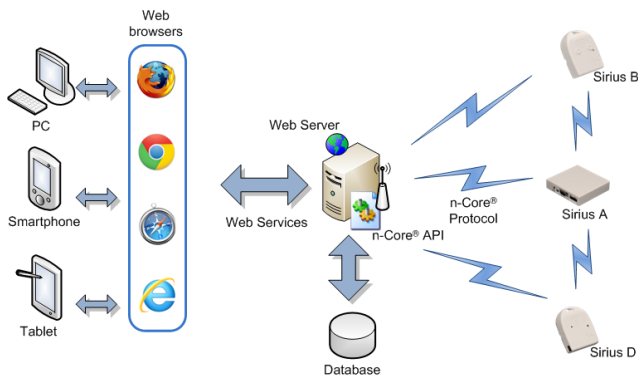 Web
browsers
PC
Smartphone
Tablet
Web Server
Web Services
n-Core® API
Database
n-Core®
Protocol
Sirius B
Sirius A
Sirius D